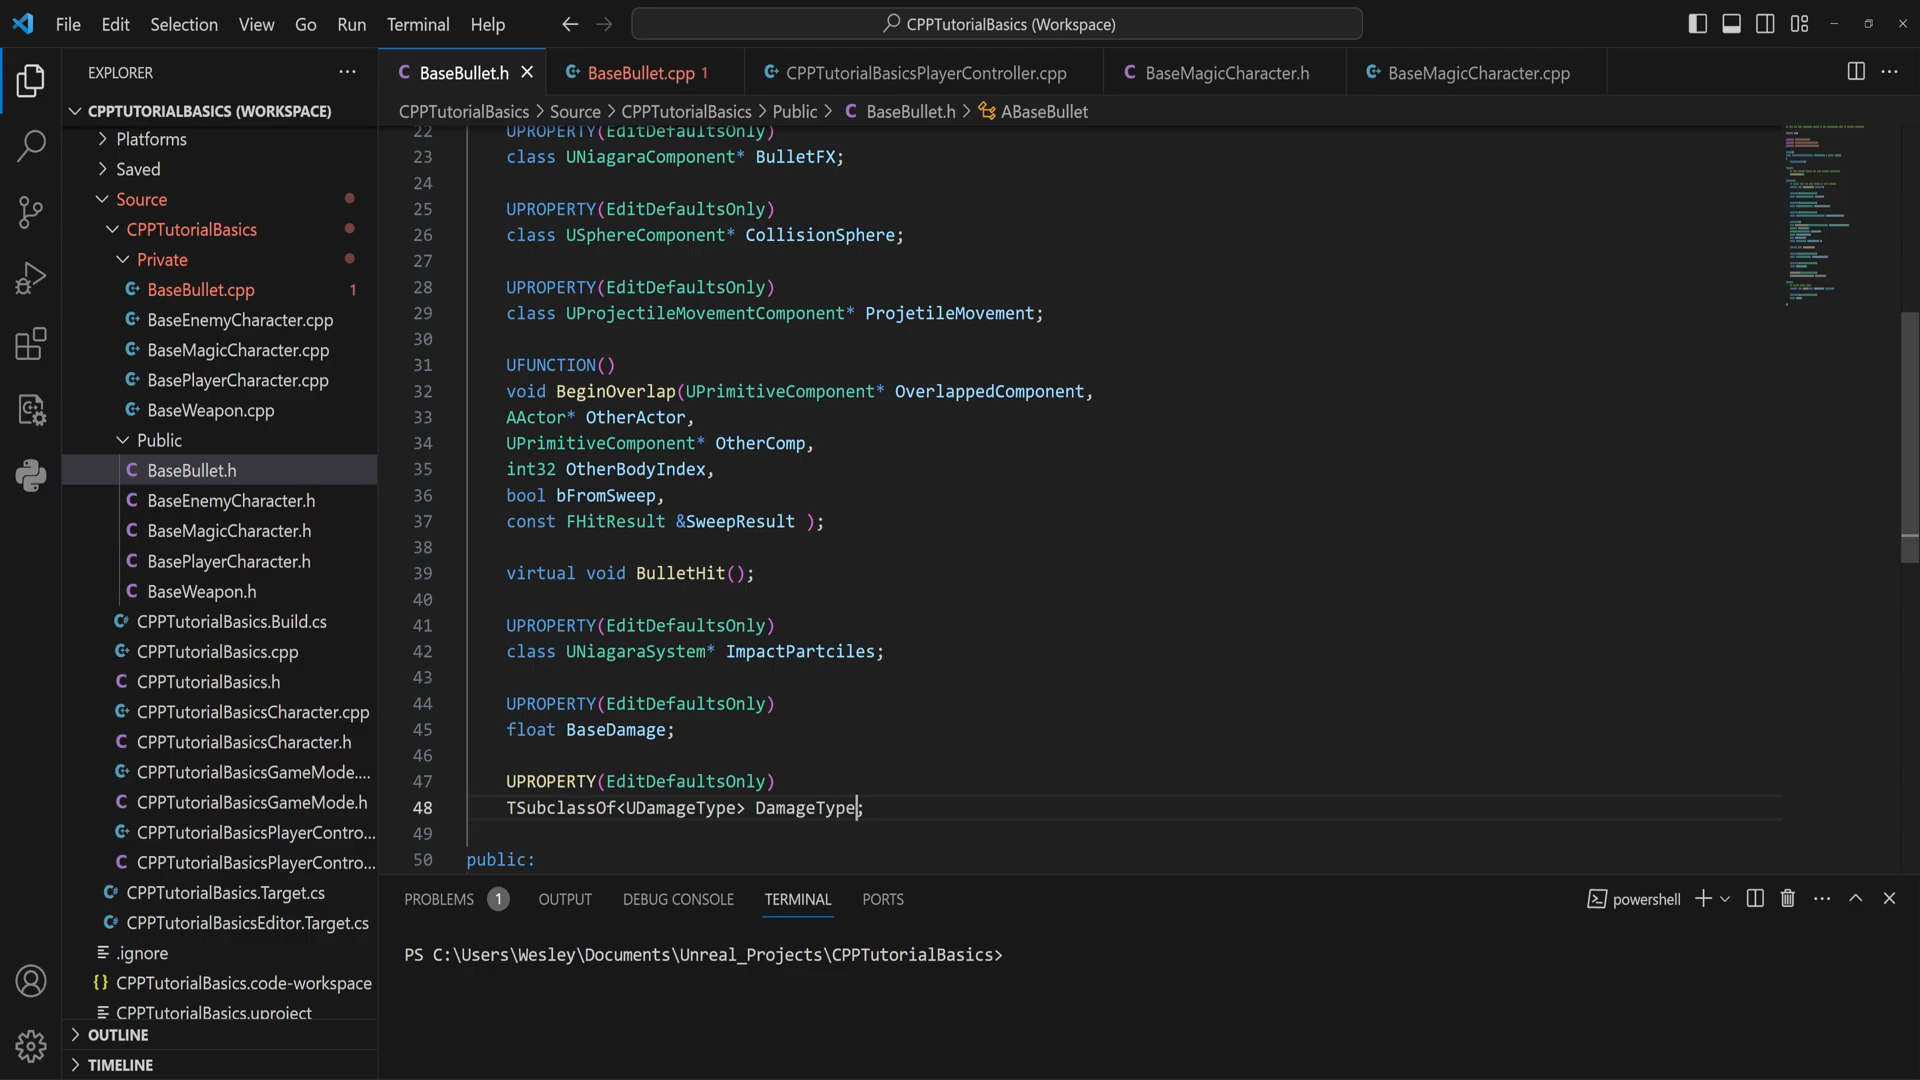 File Edit Selection View Go Run Terminal Help
CPPTutorialBasics (Workspace)
EXPLORER
CPPTUTORIALBASICS (WORKSPACE)
Platforms
Saved
Source
CPPTutorialBasics
Private
BaseBullet.cpp 1
BaseEnemyCharacter.cpp
BaseMagicCharacter.cpp
BasePlayerCharacter.cpp
BaseWeapon.cpp
Public
BaseBullet.h
BaseEnemyCharacter.h
BaseMagicCharacter.h
BasePlayerCharacter.h
BaseWeapon.h
CPPTutorialBasics.Build.cs
CPPTutorialBasics.cpp
CPPTutorialBasics.h
CPPTutorialBasicsCharacter.cpp
CPPTutorialBasicsCharacter.h
CPPTutorialBasicsGameMode....
CPPTutorialBasicsGameMode.h
CPPTutorialBasicsPlayerContro...
CPPTutorialBasicsPlayerContro...
CPPTutorialBasics.Target.cs
CPPTutorialBasicsEditor.Target.cs
.ignore
CPPTutorialBasics.code-workspace
CPPTutorialBasics.uproject
OUTLINE
TIMELINE
BaseBullet.h BaseBullet.cpp 1 CPPTutorialBasicsPlayerController.cpp BaseMagicCharacter.h BaseMagicCharacter.cpp
CPPTutorialBasics > Source > CPPTutorialBasics > Public > BaseBullet.h > ABaseBullet
22 UPROPERTY(EditDefaultsOnly)
23 class UNiagaraComponent* BulletFX;
24
25 UPROPERTY(EditDefaultsOnly)
26 class USphereComponent* CollisionSphere;
27
28 UPROPERTY(EditDefaultsOnly)
29 class UProjectileMovementComponent* ProjetileMovement;
30
31 UFUNCTION()
32 void BeginOverlap(UPrimitiveComponent* OverlappedComponent,
33 AActor* OtherActor,
34 UPrimitiveComponent* OtherComp,
35 int32 OtherBodyIndex,
36 bool bFromSweep,
37 const FHitResult &SweepResult );
38
39 virtual void BulletHit();
40
41 UPROPERTY(EditDefaultsOnly)
42 class UNiagaraSystem* ImpactPartciles;
43
44 UPROPERTY(EditDefaultsOnly)
45 float BaseDamage;
46
47 UPROPERTY(EditDefaultsOnly)
48 TSubclassOf<UDamageType> DamageType;
49
50 public:
PROBLEMS 1 OUTPUT DEBUG CONSOLE TERMINAL PORTS
powershell
PS C:\Users\Wesley\Documents\Unreal_Projects\CPPTutorialBasics>